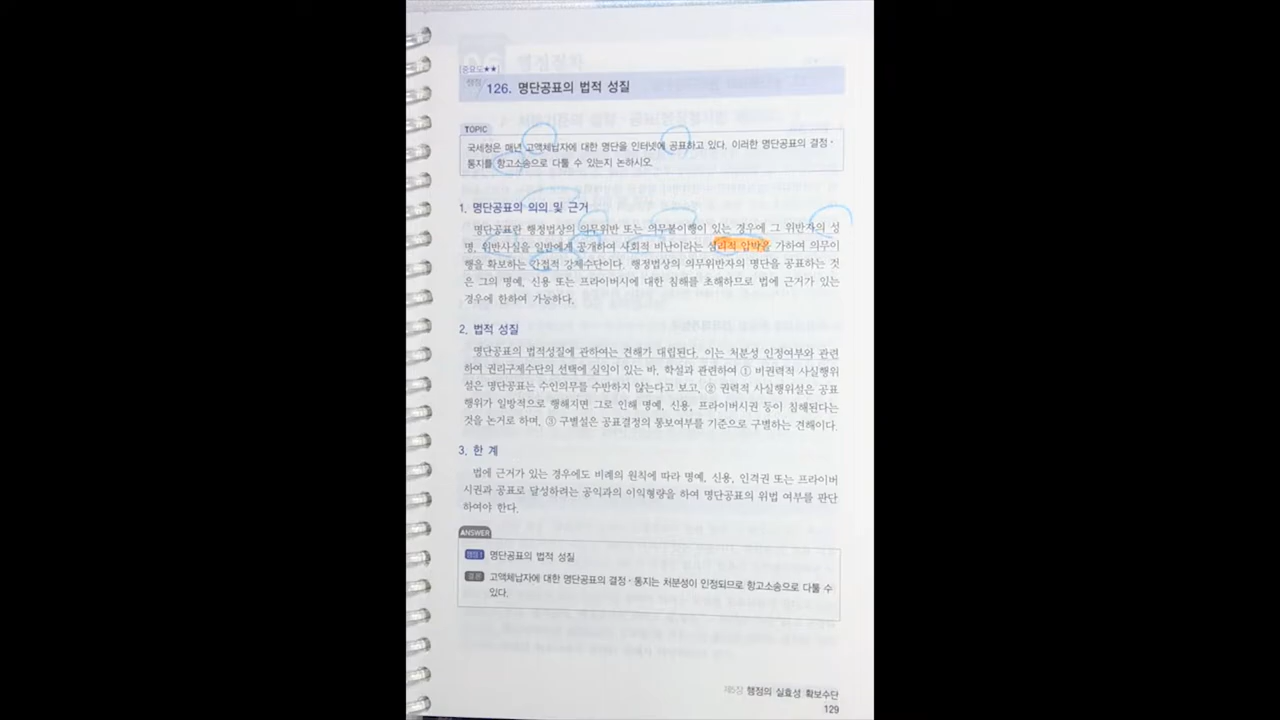 [중요도★★]
쟁점
126. 명단공표의 법적 성질
TOPIC
국세청은 매년 고액체납자에 대한 명단을 인터넷에 공표하고 있다. 이러한 명단공표의 결정·
통지를 항고소송으로 다툴 수 있는지 논하시오.
1. 명단공표의 의의 및 근거
명단공표란 행정법상의 의무위반 또는 의무불이행이 있는 경우에 그 위반자의 성
명, 위반사실을 일반에게 공개하여 사회적 비난이라는 심리적 압박을 가하여 의무이
행을 확보하는 간접적 강제수단이다. 행정법상의 의무위반자의 명단을 공표하는 것
은 그의 명예, 신용 또는 프라이버시에 대한 침해를 초해하므로 법에 근거가 있는
경우에 한하여 가능하다.
2. 법적 성질
명단공표의 법적성질에 관하여는 견해가 대립된다. 이는 처분성 인정여부와 관련
하여 권리구제수단의 선택에 실익이 있는 바, 학설과 관련하여 ① 비권력적 사실행위
설은 명단공표는 수인의무를 수반하지 않는다고 보고, ② 권력적 사실행위설은 공표
행위가 일방적으로 행해지면 그로 인해 명예, 신용, 프라이버시권 등이 침해된다는
것을 논거로 하며, ③ 구별설은 공표결정의 통보여부를 기준으로 구별하는 견해이다.
3. 한 계
법에 근거가 있는 경우에도 비례의 원칙에 따라 명예, 신용, 인격권 또는 프라이버
시권과 공표로 달성하려는 공익과의 이익형량을 하여 명단공표의 위법 여부를 판단
하여야 한다.
ANSWER
쟁점 1 명단공표의 법적 성질
결론 고액체납자에 대한 명단공표의 결정·통지는 처분성이 인정되므로 항고소송으로 다툴 수
있다.
제5장 행정의 실효성 확보수단
129